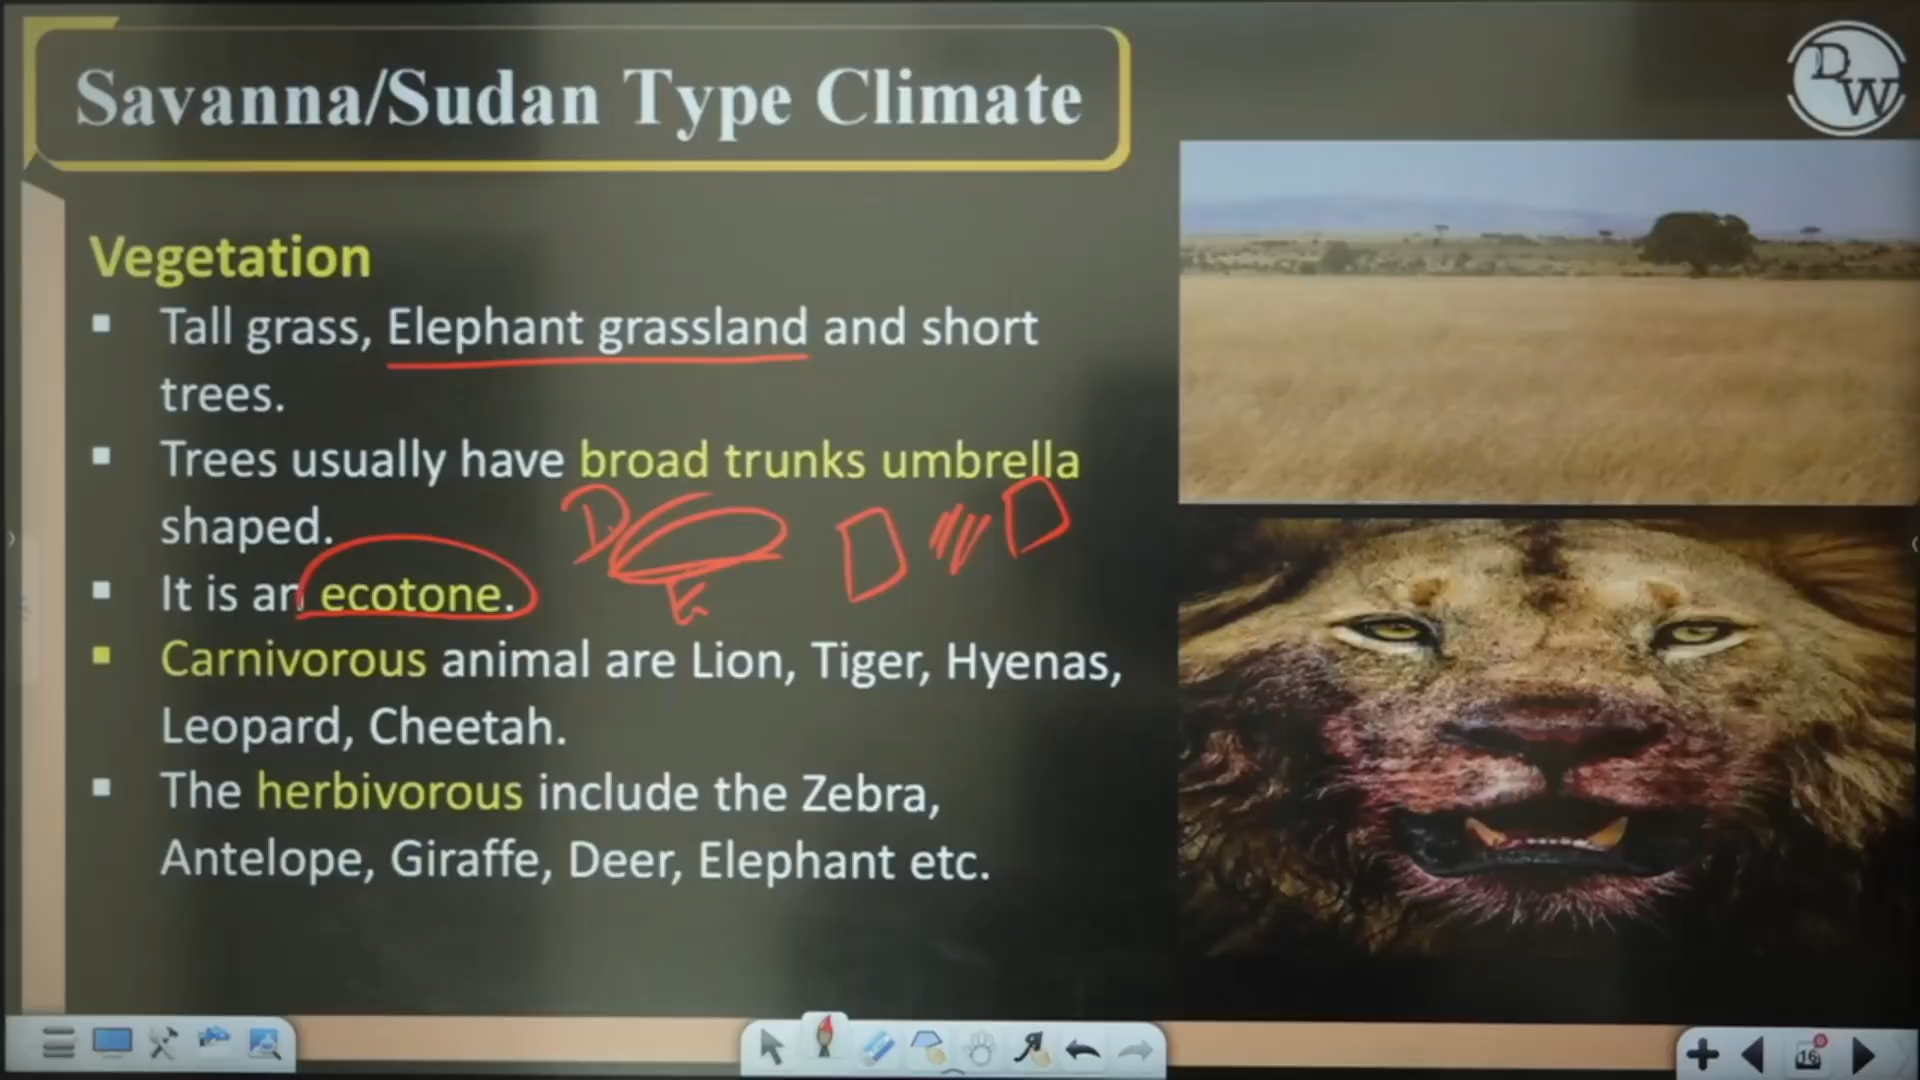 Savanna/Sudan Type Climate
DW
Vegetation
▪ Tall grass, Elephant grassland and short
trees.
▪ Trees usually have broad trunks umbrella
shaped.
▪ It is an ecotone.
▪ Carnivorous animal are Lion, Tiger, Hyenas,
Leopard, Cheetah.
▪ The herbivorous include the Zebra,
Antelope, Giraffe, Deer, Elephant etc.
16